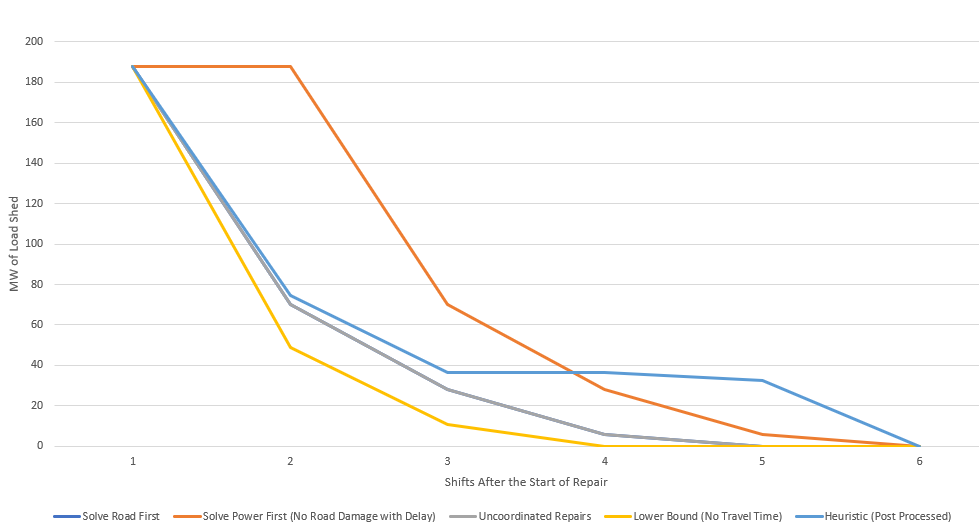 200
180
160
140
120
100
80
60
40
20
0
MW of Load Shed
1 2 3 4 5 6
Shifts After the Start of Repair
Solve Road First Solve Power First (No Road Damage with Delay) Uncoordinated Repairs Lower Bound (No Travel Time) Heuristic (Post Processed)